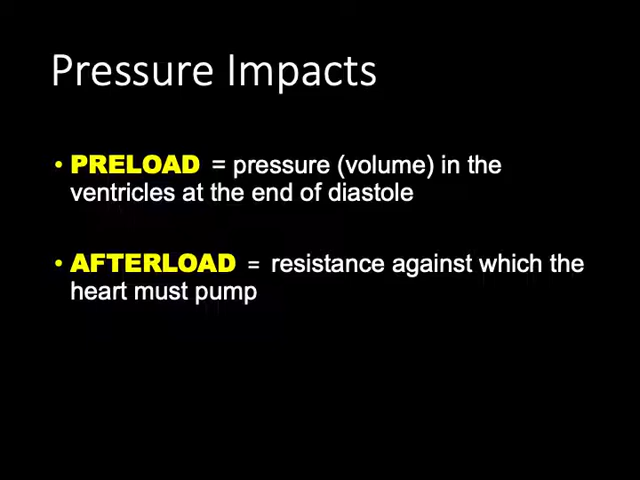 Pressure Impacts
• PRELOAD = pressure (volume) in the
ventricles at the end of diastole
• AFTERLOAD = resistance against which the
heart must pump